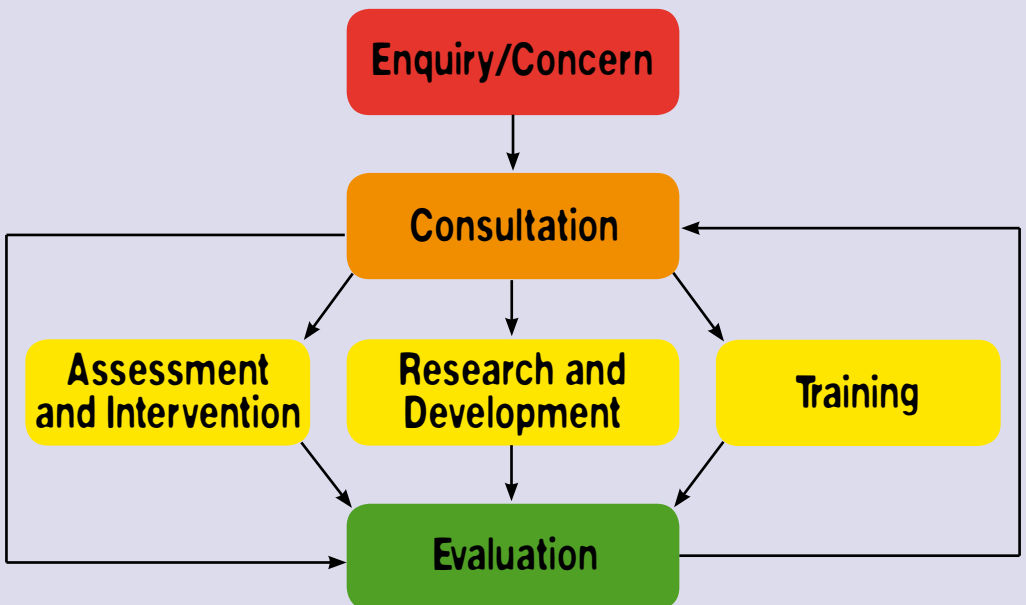 Enquiry/Concern
Consultation
Assessment
and Intervention
Research and
Development
Training
Evaluation